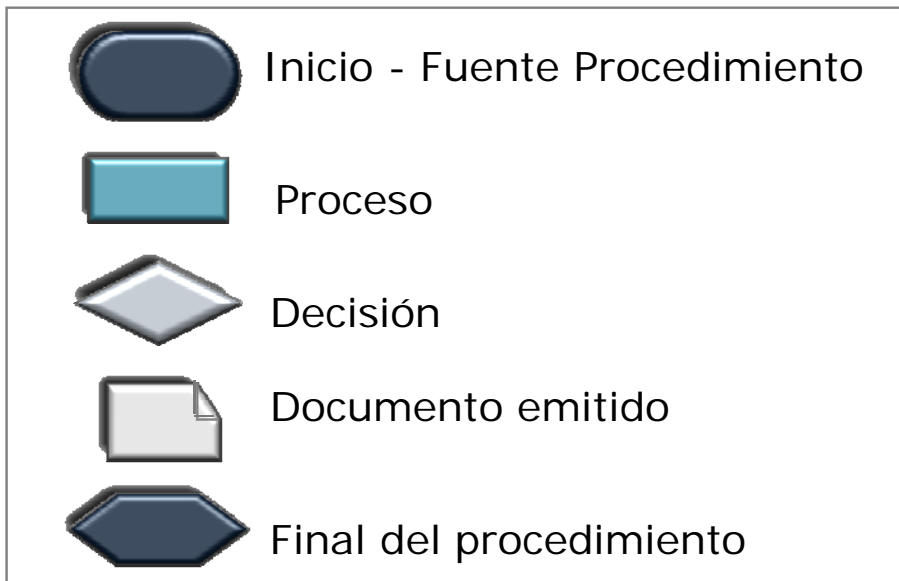 Inicio - Fuente Procedimiento
Proceso
Decisión
Documento emitido
Final del procedimiento